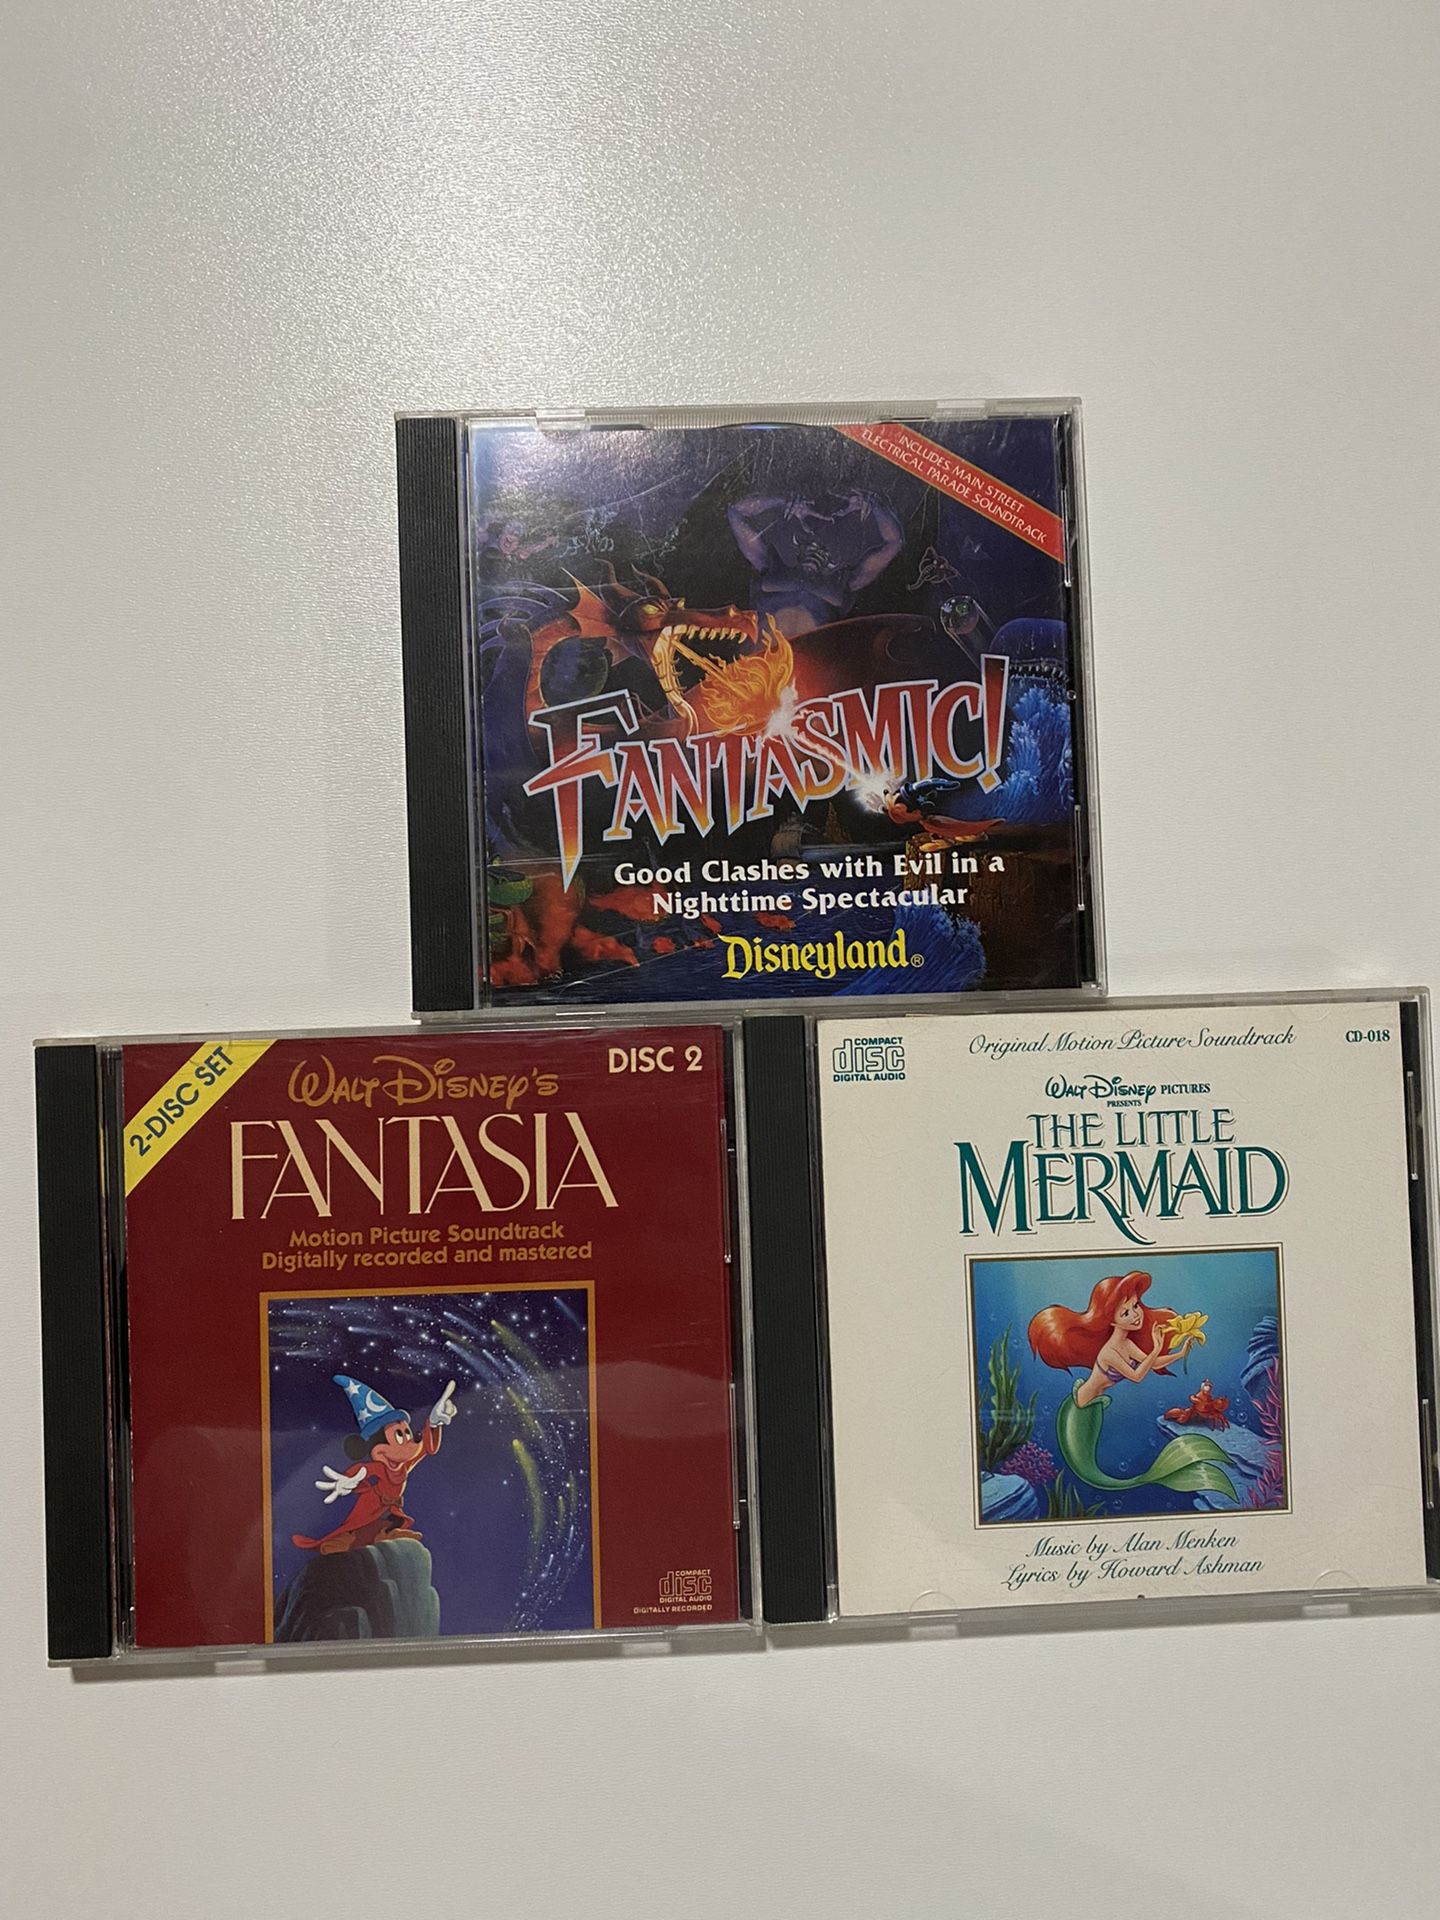 INCLUDES MAIN STREET
ELECTRICAL PARADE SOUNDTRACK
FANTASMIC!
Good Clashes with Evil in a
Nighttime Spectacular
Disneyland®
2-DISC SET
WALT DISNEY'S
DISC 2
FANTASIA
Motion Picture Soundtrack
Digitally recorded and mastered
COMPACT
disc
DIGITAL AUDIO
DIGITALLY RECORDED
COMPACT
disc
DIGITAL AUDIO
Original Motion Picture Soundtrack
CD-018
WALT DISNEY PICTURES
PRESENTS
THE LITTLE
MERMAID
Music by Alan Menken
Lyrics by Howard Ashman